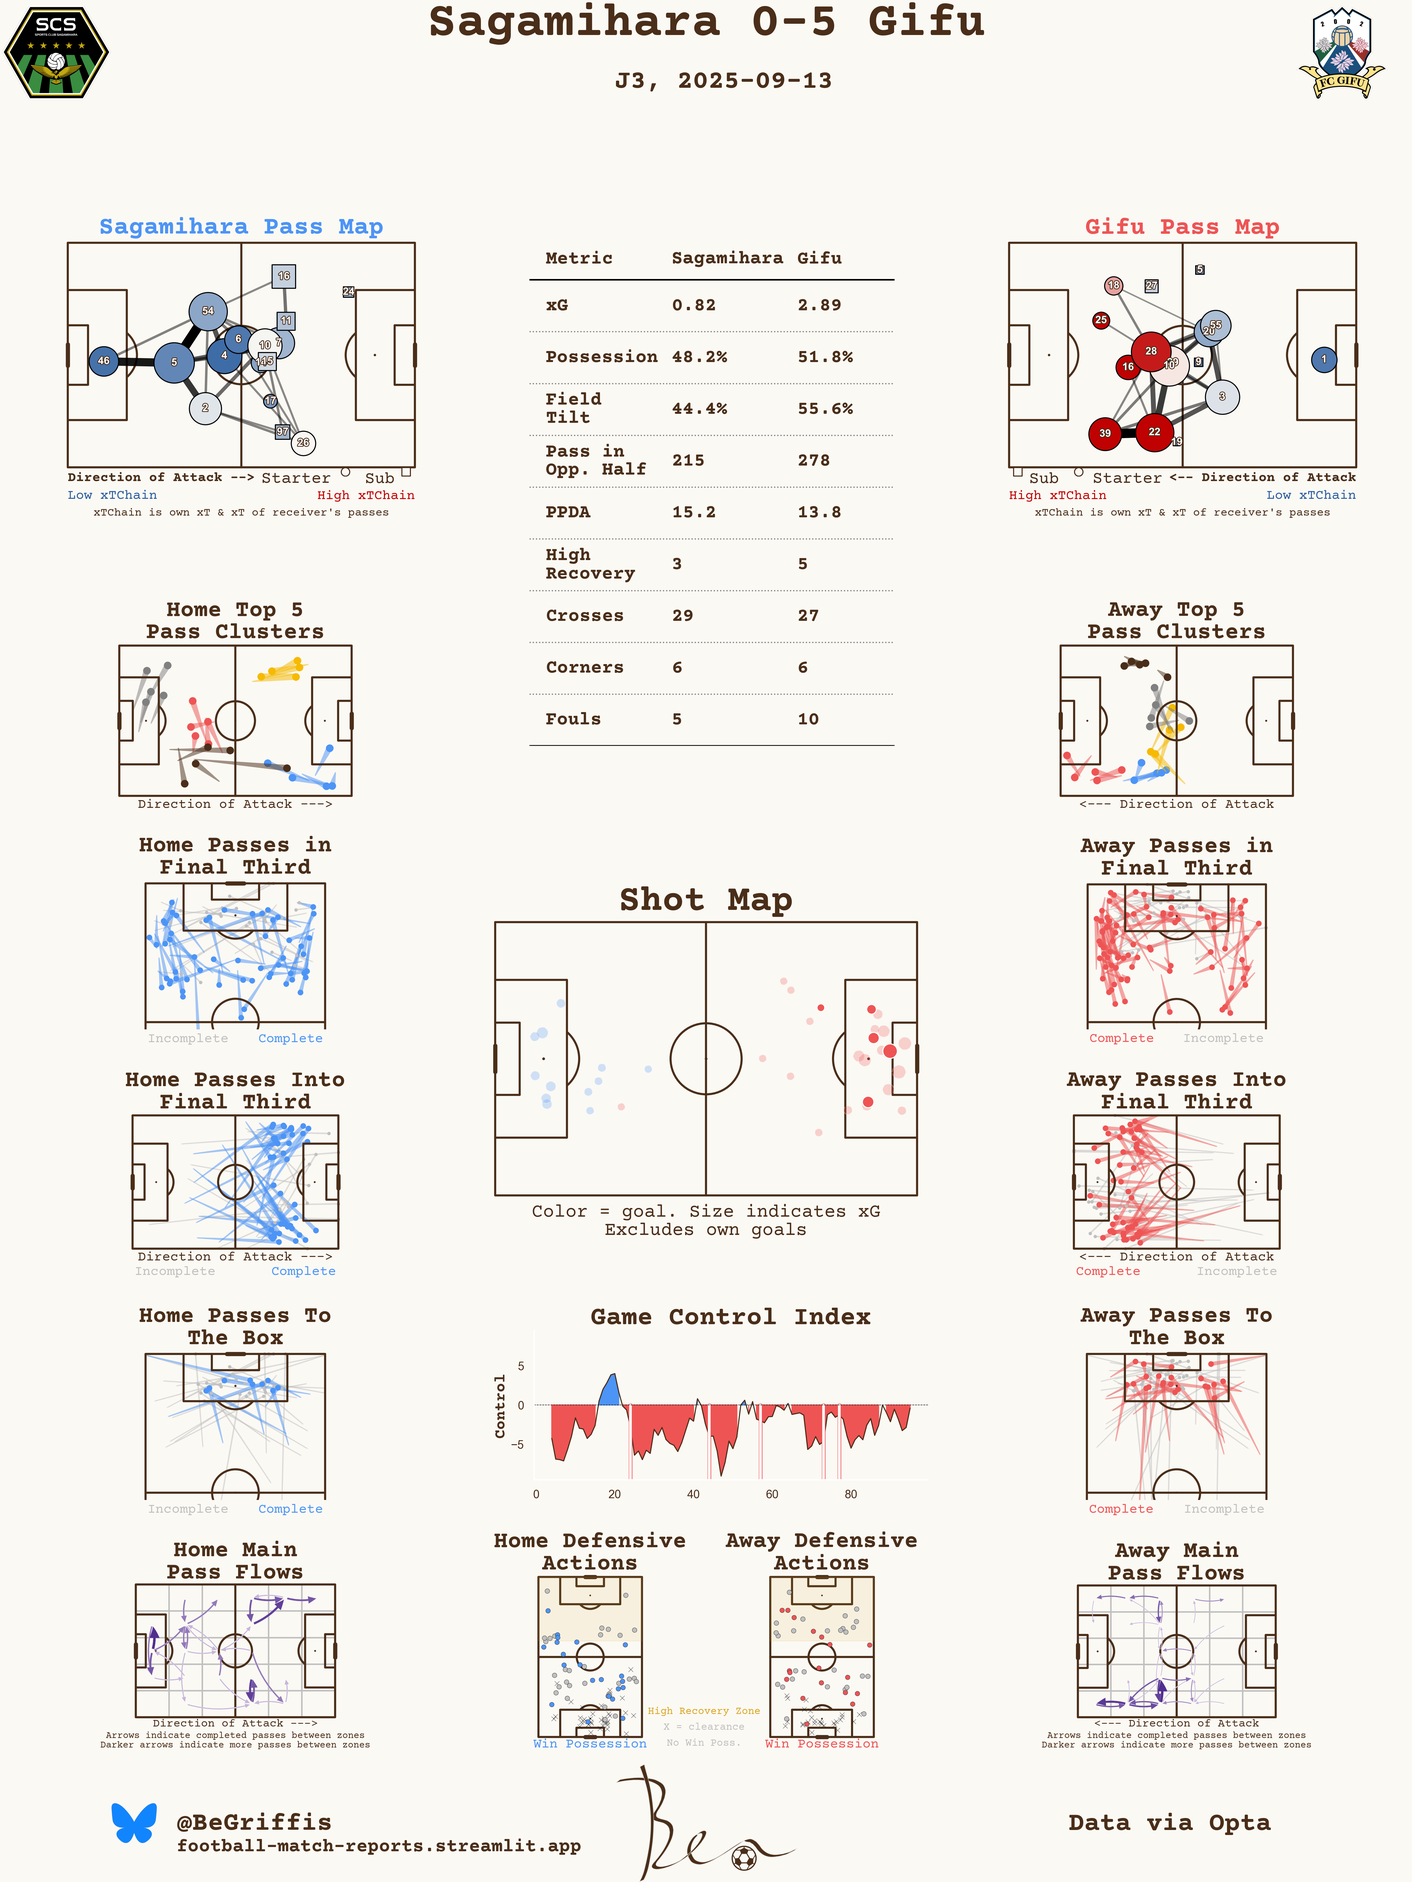 Sagamihara 0-5 Gifu
J3, 2025-09-13
SCS
SPORTS CLUB SAGAMIHARA
2 0 0 2
FC GIFU
Sagamihara Pass Map
16
24
54
11
6
10
7
46
5
4
15
2
17
97
26
Direction of Attack --> Starter Sub
Low xTChain High xTChain
xTChain is own xT & xT of receiver's passes
Metric Sagamihara Gifu
xG 0.82 2.89
Possession 48.2% 51.8%
Field
Tilt 44.4% 55.6%
Pass in
Opp. Half 215 278
PPDA 15.2 13.8
High
Recovery 3 5
Crosses 29 27
Corners 6 6
Fouls 5 10
Gifu Pass Map
5
18
27
25
20
55
28
16
10
9
1
3
39
22
19
Sub Starter <-- Direction of Attack
High xTChain Low xTChain
xTChain is own xT & xT of receiver's passes
Home Top 5
Pass Clusters
Direction of Attack --->
Away Top 5
Pass Clusters
<--- Direction of Attack
Home Passes in
Final Third
Incomplete Complete
Away Passes in
Final Third
Complete Incomplete
Shot Map
Color = goal. Size indicates xG
Excludes own goals
Home Passes Into
Final Third
Direction of Attack --->
Incomplete Complete
Away Passes Into
Final Third
<--- Direction of Attack
Complete Incomplete
Home Passes To
The Box
Incomplete Complete
Game Control Index
Control
5
0
−5
0 20 40 60 80
Away Passes To
The Box
Complete Incomplete
Home Main
Pass Flows
Direction of Attack --->
Arrows indicate completed passes between zones
Darker arrows indicate more passes between zones
Home Defensive
Actions
Win Possession
Away Defensive
Actions
Win Possession
High Recovery Zone
X = clearance
No Win Poss.
Away Main
Pass Flows
<--- Direction of Attack
Arrows indicate completed passes between zones
Darker arrows indicate more passes between zones
@BeGriffis
football-match-reports.streamlit.app
Ben
Data via Opta